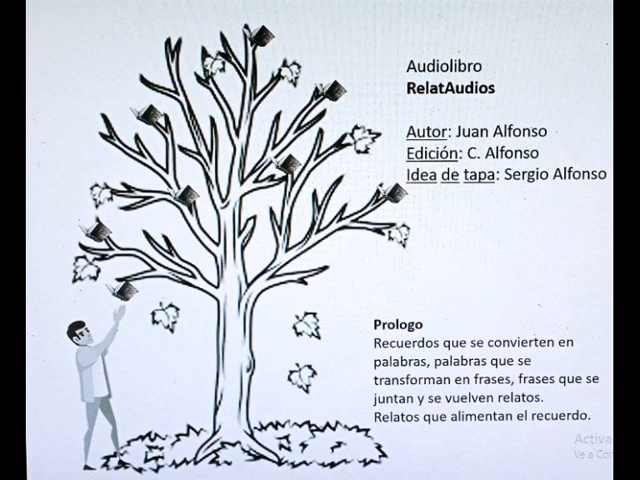 Audiolibro
RelatAudios
Autor: Juan Alfonso
Edición: C. Alfonso
Idea de tapa: Sergio Alfonso
Prologo
Recuerdos que se convierten en
palabras, palabras que se
transforman en frases, frases que se
juntan y se vuelven relatos.
Relatos que alimentan el recuerdo.